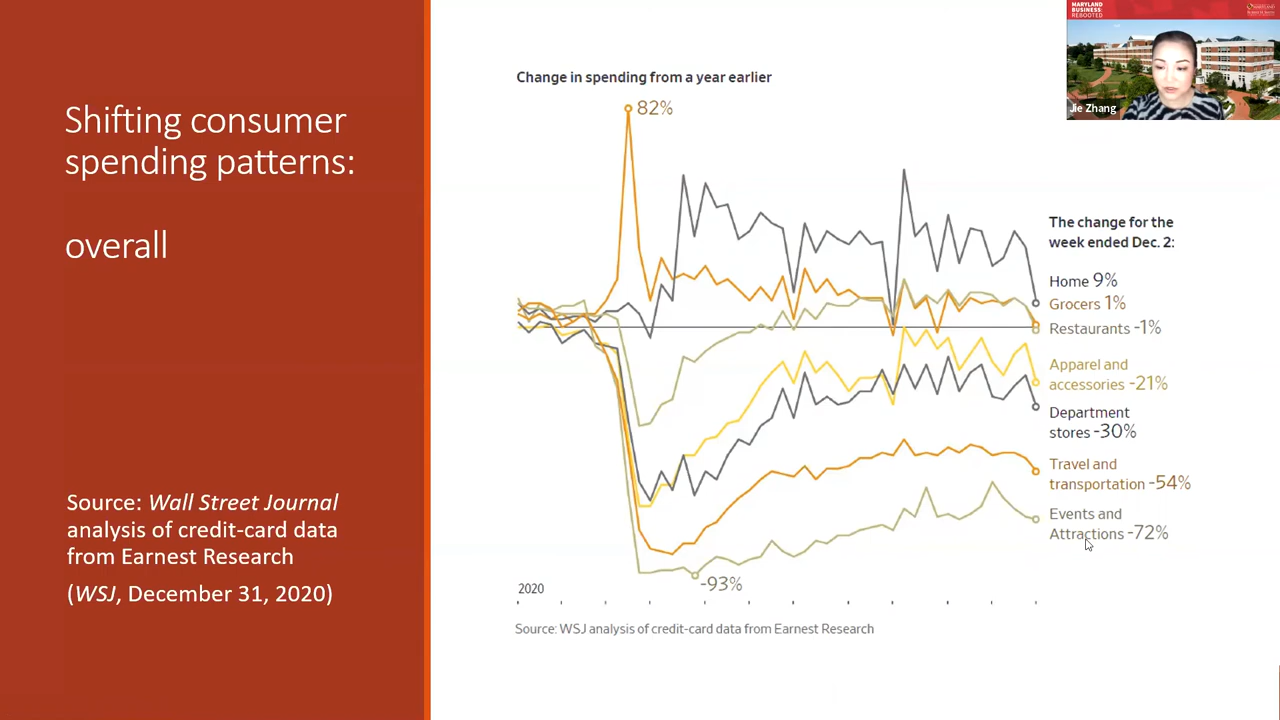 Shifting consumer
spending patterns:
overall
Source: Wall Street Journal
analysis of credit-card data
from Earnest Research
(WSJ, December 31, 2020)
Change in spending from a year earlier
82%
-93%
2020
The change for the
week ended Dec. 2:
Home 9%
Grocers 1%
Restaurants -1%
Apparel and
accessories -21%
Department
stores -30%
Travel and
transportation -54%
Events and
Attractions -72%
Source: WSJ analysis of credit-card data from Earnest Research
MARYLAND
BUSINESS:
REBOOTED
Jie Zhang